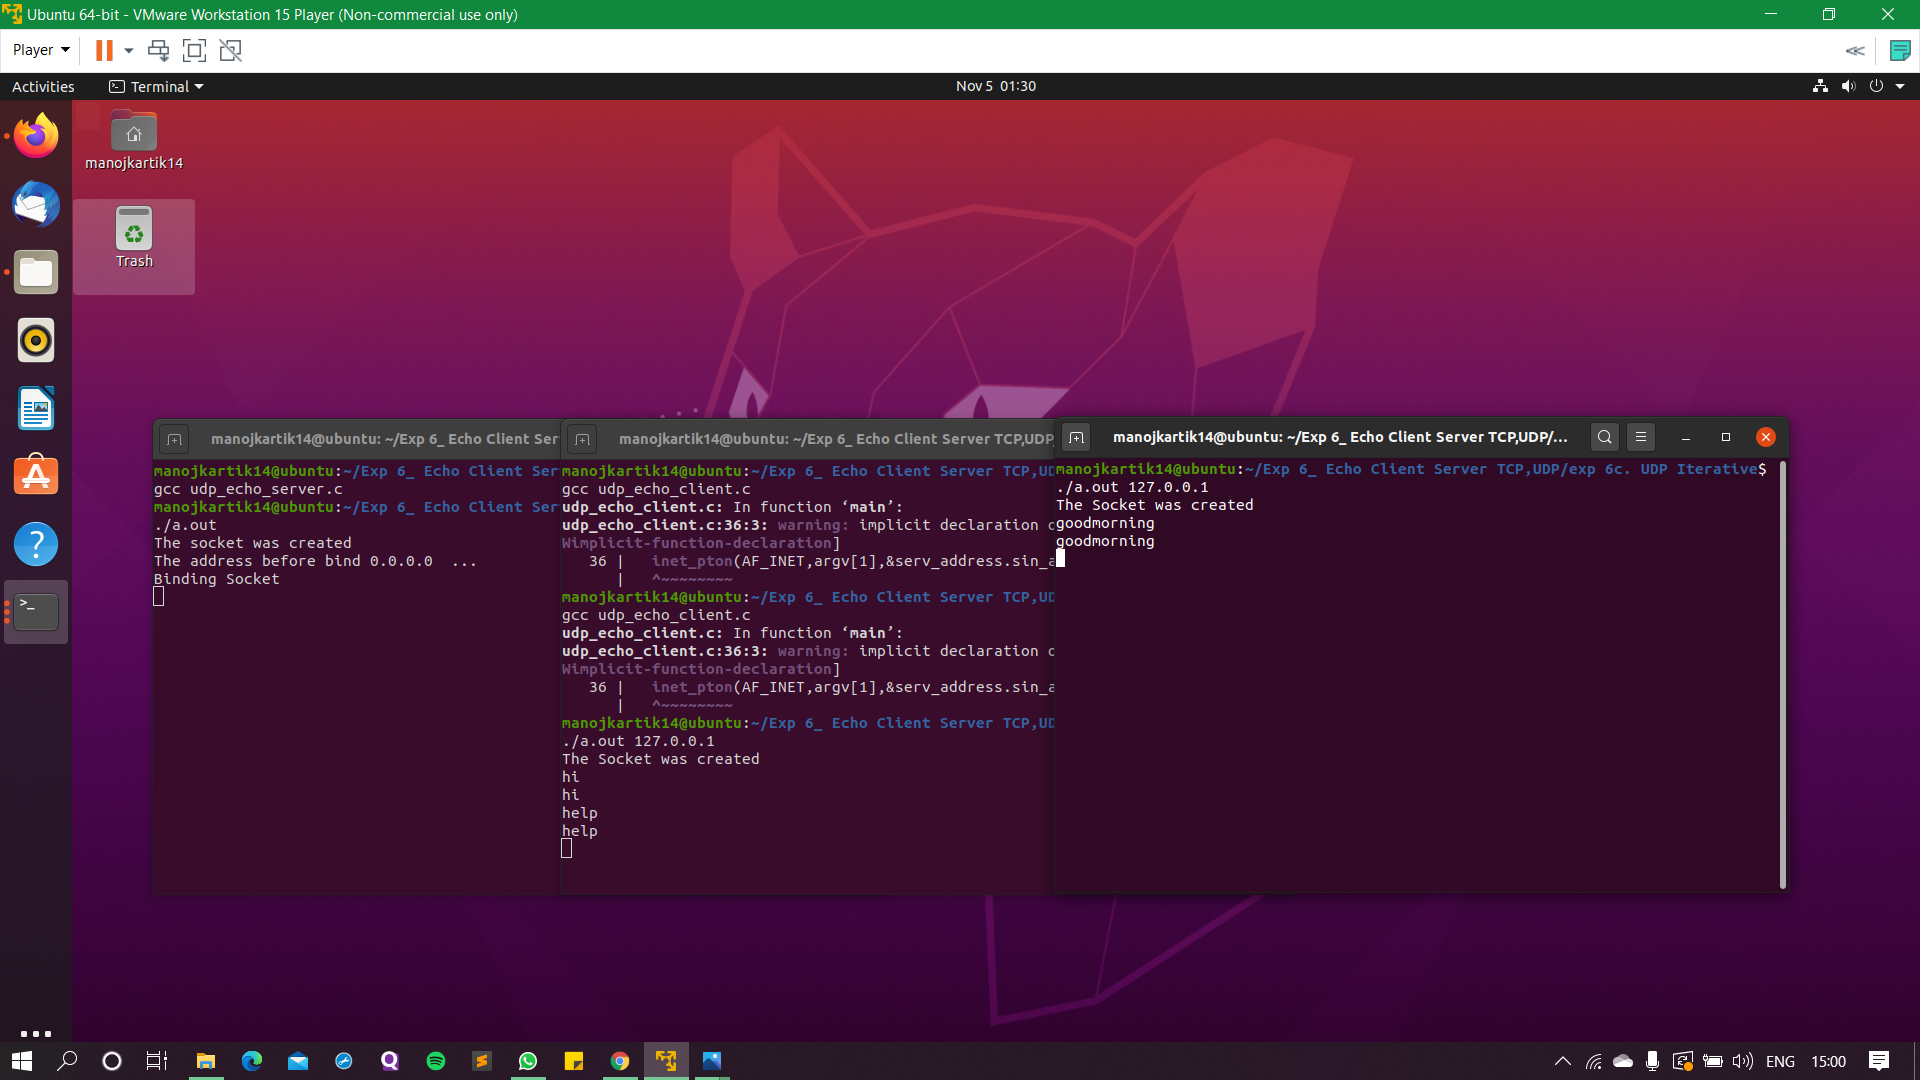 Ubuntu 64-bit - VMware Workstation 15 Player (Non-commercial use only)
Player
Activities
Terminal
Nov 5 01:30
manojkartik14
Trash
manojkartik14@ubuntu: ~/Exp 6_ Echo Client Ser
manojkartik14@ubuntu:~/Exp 6_ Echo Client Ser
gcc udp_echo_server.c
manojkartik14@ubuntu:~/Exp 6_ Echo Client Ser
./a.out
The socket was created
The address before bind 0.0.0.0  ...
Binding Socket
manojkartik14@ubuntu: ~/Exp 6_ Echo Client Server TCP,UDP
manojkartik14@ubuntu:~/Exp 6_ Echo Client Server TCP,UD
gcc udp_echo_client.c
udp_echo_client.c: In function ‘main’:
udp_echo_client.c:36:3: warning: implicit declaration o
Wimplicit-function-declaration]
36 |   inet_pton(AF_INET,argv[1],&serv_address.sin_a
|   ^~~~~~~~~
manojkartik14@ubuntu:~/Exp 6_ Echo Client Server TCP,UD
gcc udp_echo_client.c
udp_echo_client.c: In function ‘main’:
udp_echo_client.c:36:3: warning: implicit declaration o
Wimplicit-function-declaration]
36 |   inet_pton(AF_INET,argv[1],&serv_address.sin_a
|   ^~~~~~~~~
manojkartik14@ubuntu:~/Exp 6_ Echo Client Server TCP,UD
./a.out 127.0.0.1
The Socket was created
hi
hi
help
help
manojkartik14@ubuntu: ~/Exp 6_ Echo Client Server TCP,UDP/...
manojkartik14@ubuntu:~/Exp 6_ Echo Client Server TCP,UDP/exp 6c. UDP Iterative$
./a.out 127.0.0.1
The Socket was created
goodmorning
goodmorning
ENG
15:00